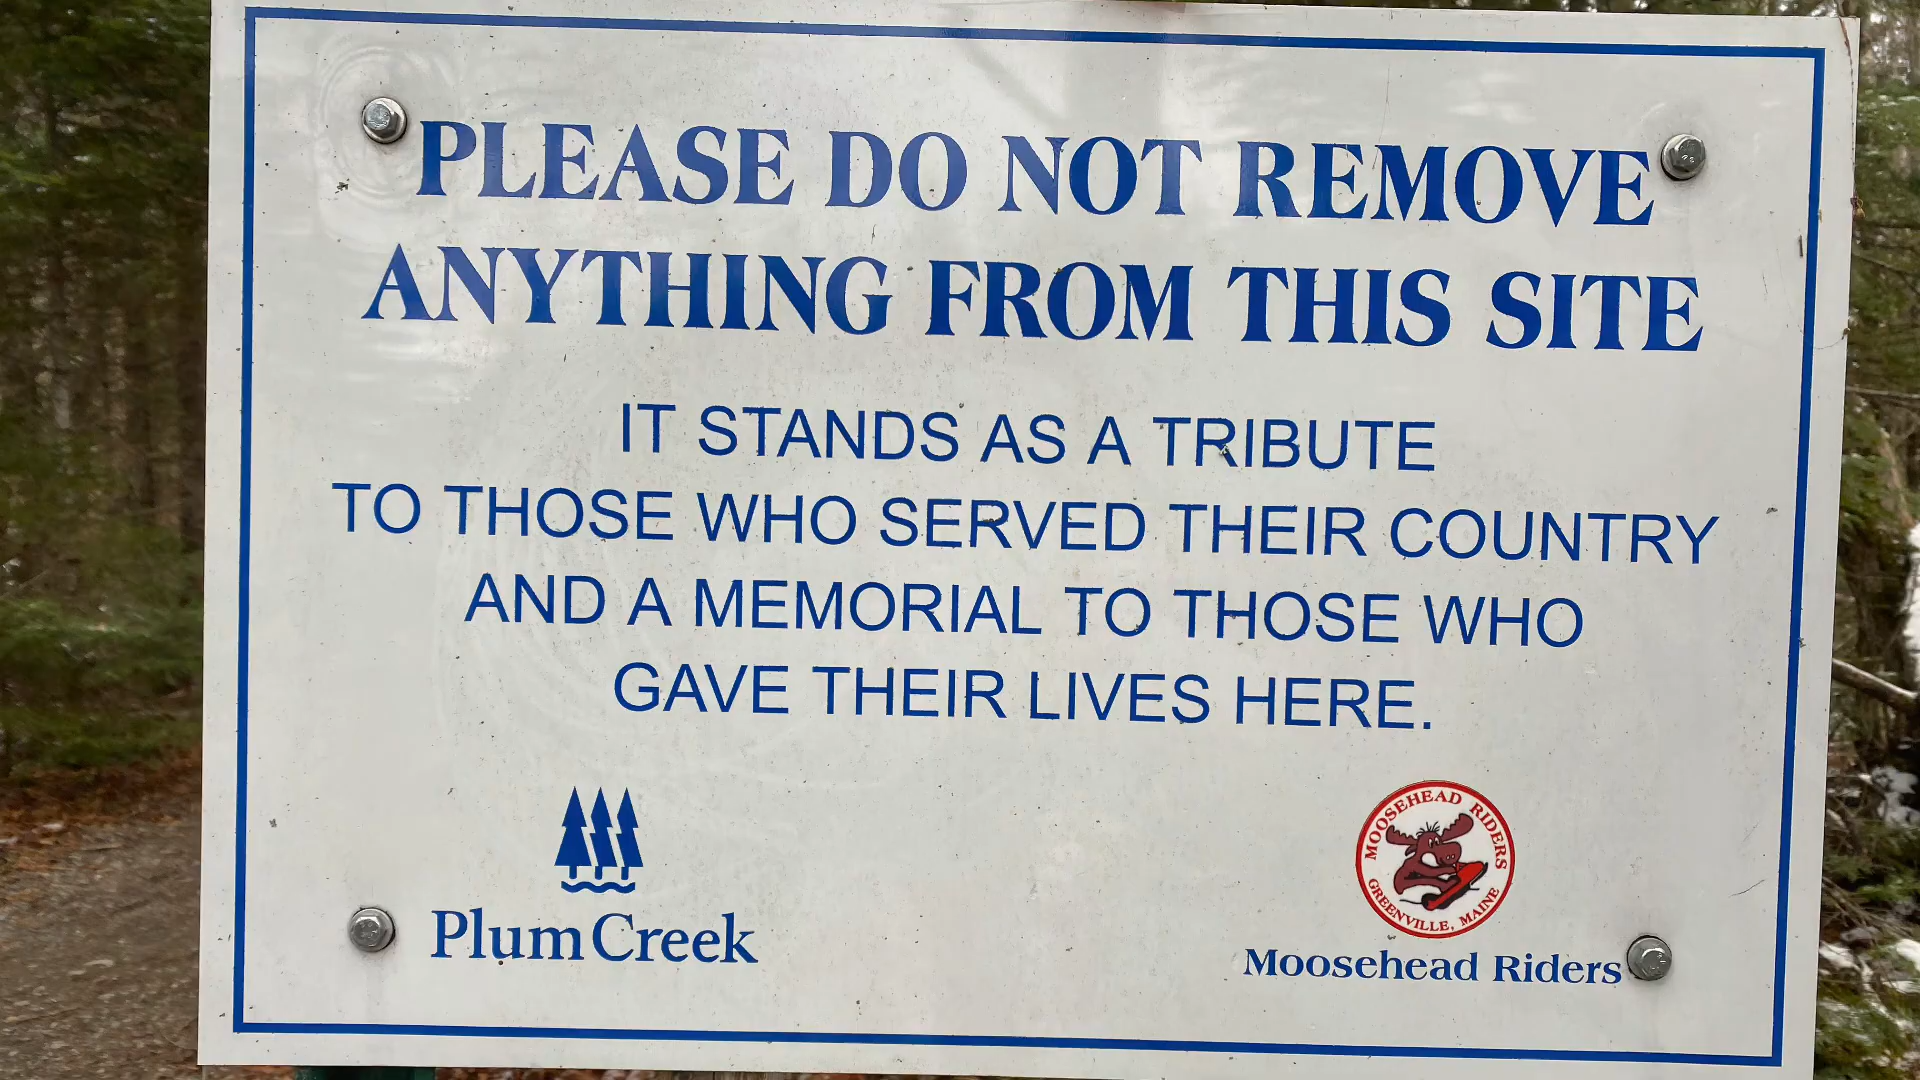 PLEASE DO NOT REMOVE
ANYTHING FROM THIS SITE
IT STANDS AS A TRIBUTE
TO THOSE WHO SERVED THEIR COUNTRY
AND A MEMORIAL TO THOSE WHO
GAVE THEIR LIVES HERE.
MOOSEHEAD RIDERS
GREENVILLE, MAINE
Plum Creek
Moosehead Riders